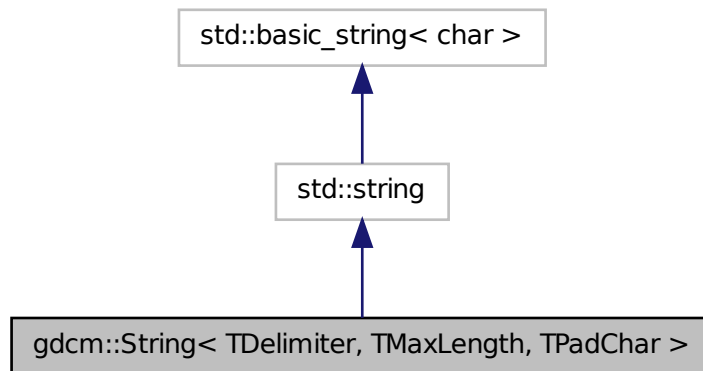 std::basic_string< char >
std::string
gdcm::String< TDelimiter, TMaxLength, TPadChar >